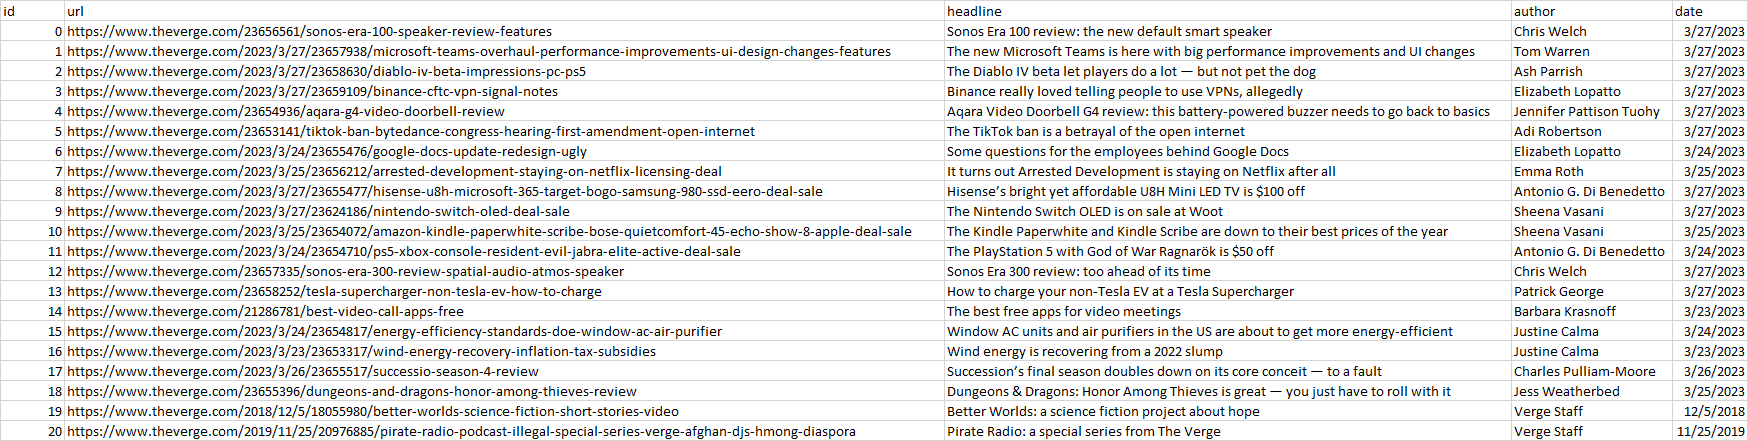 id url headline author date
0 https://www.theverge.com/23656561/sonos-era-100-speaker-review-features Sonos Era 100 review: the new default smart speaker Chris Welch 3/27/2023
1 https://www.theverge.com/2023/3/27/23657938/microsoft-teams-overhaul-performance-improvements-ui-design-changes-features The new Microsoft Teams is here with big performance improvements and UI changes Tom Warren 3/27/2023
2 https://www.theverge.com/2023/3/27/23658630/diablo-iv-beta-impressions-pc-ps5 The Diablo IV beta let players do a lot — but not pet the dog Ash Parrish 3/27/2023
3 https://www.theverge.com/2023/3/27/23659109/binance-cftc-vpn-signal-notes Binance really loved telling people to use VPNs, allegedly Elizabeth Lopatto 3/27/2023
4 https://www.theverge.com/23654936/aqara-g4-video-doorbell-review Aqara Video Doorbell G4 review: this battery-powered buzzer needs to go back to basics Jennifer Pattison Tuohy 3/27/2023
5 https://www.theverge.com/23653141/tiktok-ban-bytedance-congress-hearing-first-amendment-open-internet The TikTok ban is a betrayal of the open internet Adi Robertson 3/27/2023
6 https://www.theverge.com/2023/3/24/23655476/google-docs-update-redesign-ugly Some questions for the employees behind Google Docs Elizabeth Lopatto 3/24/2023
7 https://www.theverge.com/2023/3/25/23656212/arrested-development-staying-on-netflix-licensing-deal It turns out Arrested Development is staying on Netflix after all Emma Roth 3/25/2023
8 https://www.theverge.com/2023/3/27/23655477/hisense-u8h-microsoft-365-target-bogo-samsung-980-ssd-eero-deal-sale Hisense’s bright yet affordable U8H Mini LED TV is $100 off Antonio G. Di Benedetto 3/27/2023
9 https://www.theverge.com/2023/3/27/23624186/nintendo-switch-oled-deal-sale The Nintendo Switch OLED is on sale at Woot Sheena Vasani 3/27/2023
10 https://www.theverge.com/2023/3/25/23654072/amazon-kindle-paperwhite-scribe-bose-quietcomfort-45-echo-show-8-apple-deal-sale The Kindle Paperwhite and Kindle Scribe are down to their best prices of the year Sheena Vasani 3/25/2023
11 https://www.theverge.com/2023/3/24/23654710/ps5-xbox-console-resident-evil-jabra-elite-active-deal-sale The PlayStation 5 with God of War Ragnarök is $50 off Antonio G. Di Benedetto 3/24/2023
12 https://www.theverge.com/23657335/sonos-era-300-review-spatial-audio-atmos-speaker Sonos Era 300 review: too ahead of its time Chris Welch 3/27/2023
13 https://www.theverge.com/23658252/tesla-supercharger-non-tesla-ev-how-to-charge How to charge your non-Tesla EV at a Tesla Supercharger Patrick George 3/27/2023
14 https://www.theverge.com/21286781/best-video-call-apps-free The best free apps for video meetings Barbara Krasnoff 3/23/2023
15 https://www.theverge.com/2023/3/24/23654817/energy-efficiency-standards-doe-window-ac-air-purifier Window AC units and air purifiers in the US are about to get more energy-efficient Justine Calma 3/24/2023
16 https://www.theverge.com/2023/3/23/23653317/wind-energy-recovery-inflation-tax-subsidies Wind energy is recovering from a 2022 slump Justine Calma 3/23/2023
17 https://www.theverge.com/2023/3/26/23655517/successio-season-4-review Succession’s final season doubles down on its core conceit — to a fault Charles Pulliam-Moore 3/26/2023
18 https://www.theverge.com/23655396/dungeons-and-dragons-honor-among-thieves-review Dungeons & Dragons: Honor Among Thieves is great — you just have to roll with it Jess Weatherbed 3/25/2023
19 https://www.theverge.com/2018/12/5/18055980/better-worlds-science-fiction-short-stories-video Better Worlds: a science fiction project about hope Verge Staff 12/5/2018
20 https://www.theverge.com/2019/11/25/20976885/pirate-radio-podcast-illegal-special-series-verge-afghan-djs-hmong-diaspora Pirate Radio: a special series from The Verge Verge Staff 11/25/2019